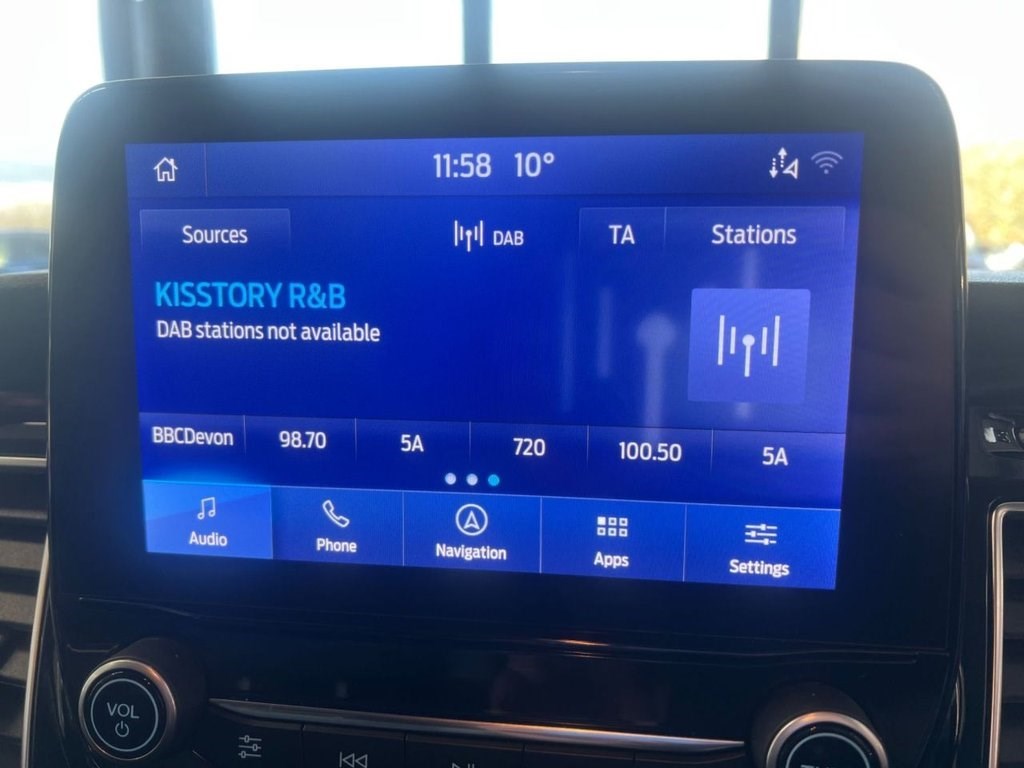 11:58 10°
Sources DAB TA Stations
KISSTORY R&B
DAB stations not available
BBCDevon 98.70 5A 720 100.50 5A
Audio Phone Navigation Apps Settings
VOL